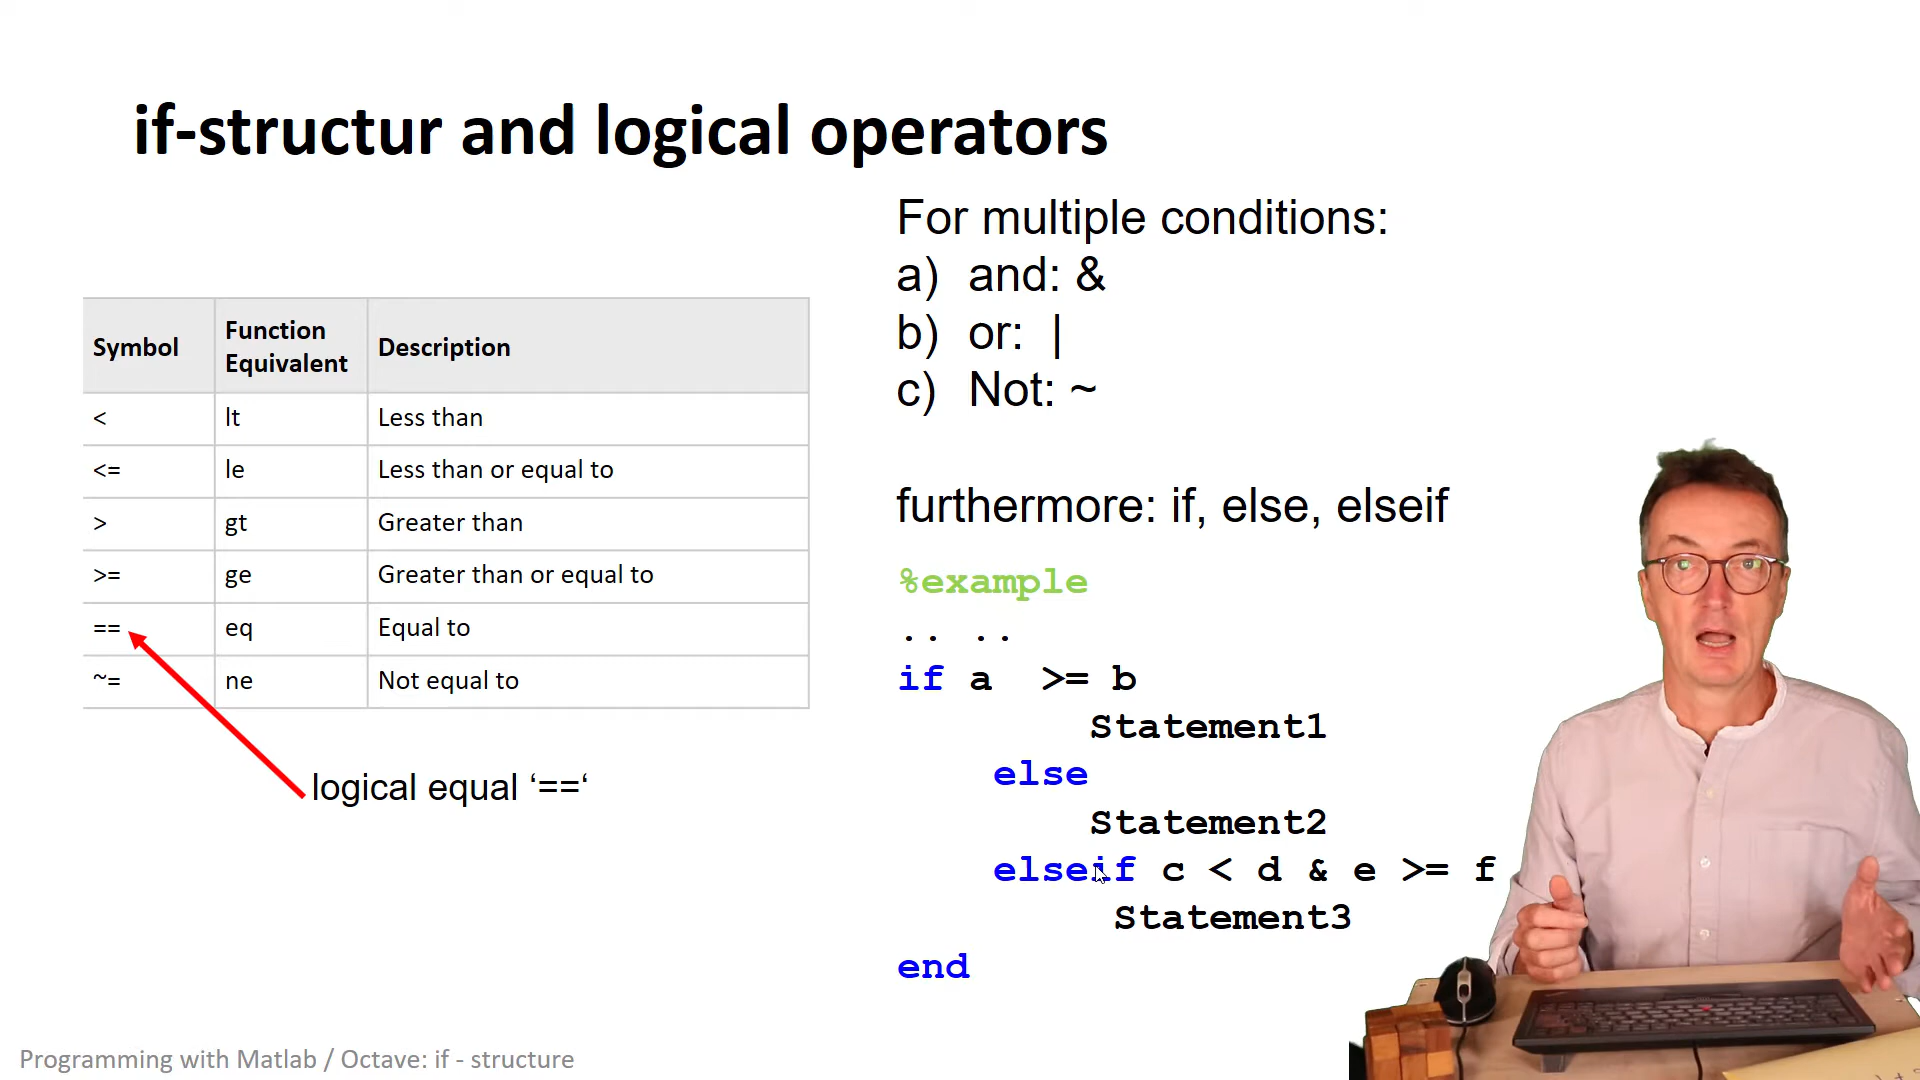 if-structur and logical operators
For multiple conditions:
a) and: &
b) or: |
c) Not: ~
furthermore: if, else, elseif
Symbol Function Equivalent Description
< lt Less than
<= le Less than or equal to
> gt Greater than
>= ge Greater than or equal to
== eq Equal to
~= ne Not equal to
logical equal ‘==‘
%example
.. ..
if a >= b
Statement1
else
Statement2
elseif c < d & e >= f
Statement3
end
Programming with Matlab / Octave: if - structure